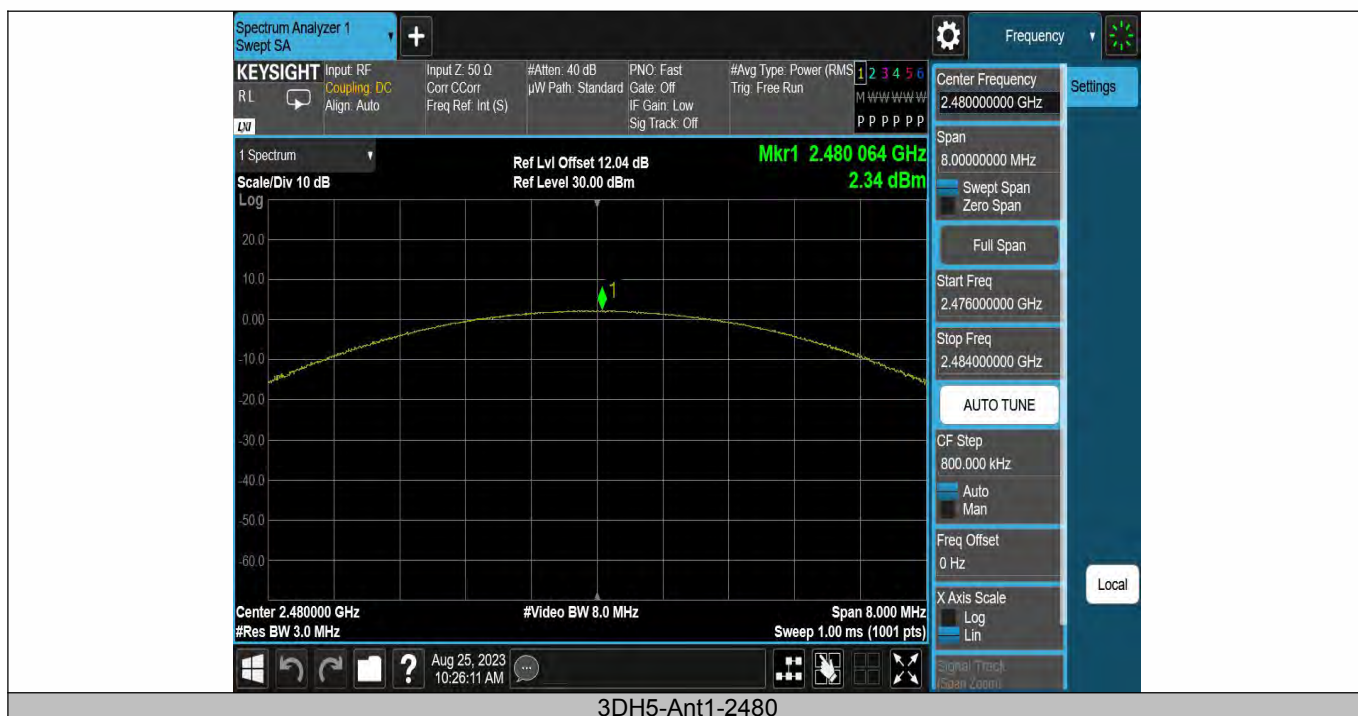 Spectrum Analyzer 1
Swept SA
Frequency
KEYSIGHT
R L
LXI
Input: RF
Coupling: DC
Align: Auto
Input Z: 50 Ω
Corr CCorr
Freq Ref: Int (S)
#Atten: 40 dB
µW Path: Standard
PNO: Fast
Gate: Off
IF Gain: Low
Sig Track: Off
#Avg Type: Power (RMS
Trig: Free Run
1 2 3 4 5 6
M W W W W W
P P P P P P
1 Spectrum
Scale/Div 10 dB
Log
Ref Lvl Offset 12.04 dB
Ref Level 30.00 dBm
Mkr1 2.480 064 GHz
2.34 dBm
1
20.0
10.0
0.00
-10.0
-20.0
-30.0
-40.0
-50.0
-60.0
Center 2.480000 GHz
#Res BW 3.0 MHz
#Video BW 8.0 MHz
Span 8.000 MHz
Sweep 1.00 ms (1001 pts)
Aug 25, 2023
10:26:11 AM
Center Frequency
2.480000000 GHz
Settings
Span
8.00000000 MHz
Swept Span
Zero Span
Full Span
Start Freq
2.476000000 GHz
Stop Freq
2.484000000 GHz
AUTO TUNE
CF Step
800.000 kHz
Auto
Man
Freq Offset
0 Hz
X Axis Scale
Log
Lin
Local
Signal Track
(Span Zoom)
3DH5-Ant1-2480